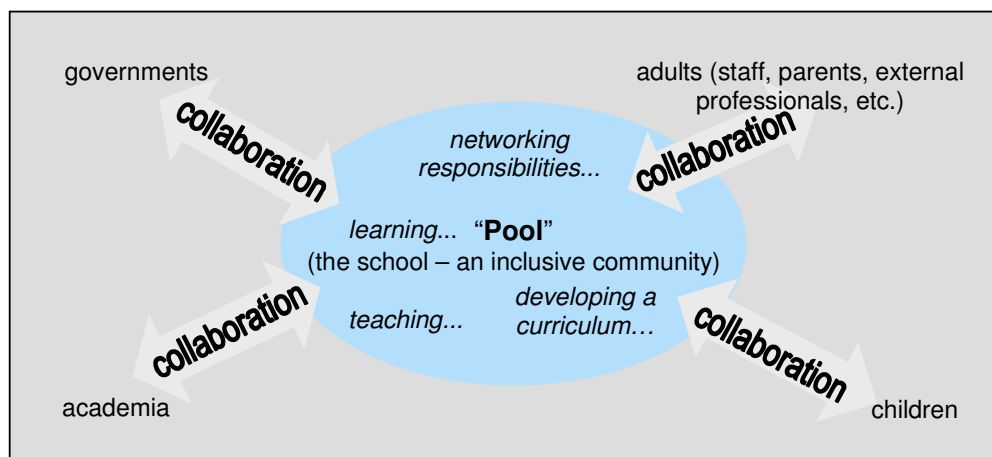 governments
adults (staff, parents, external
professionals, etc.)
collaboration
collaboration
networking
responsibilities...
learning... “Pool”
(the school – an inclusive community)
teaching...
developing a
curriculum…
collaboration
collaboration
academia
children